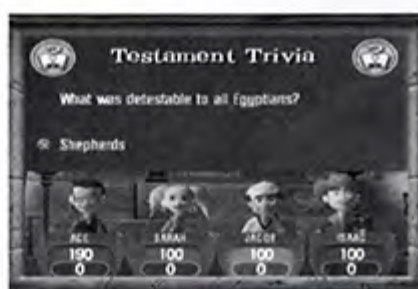 Testament Trivia
What was detestable to all Egyptians?
Shepherds
ACE SARAH JACOB ISAAC
190 100 100 100
0 0 0 0